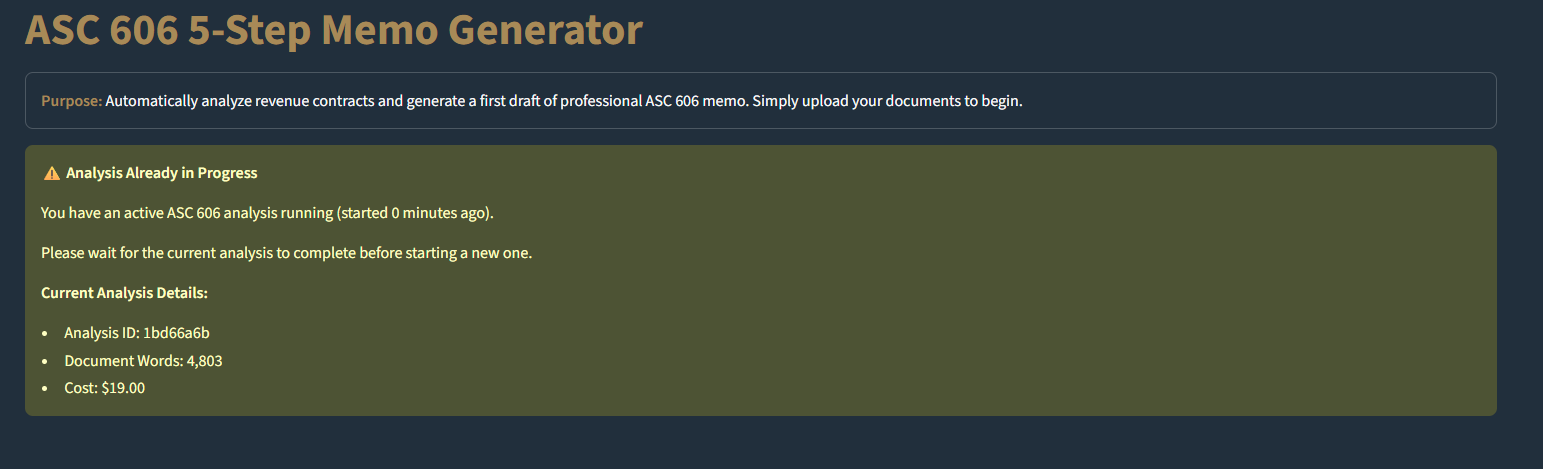 ASC 606 5-Step Memo Generator
Purpose: Automatically analyze revenue contracts and generate a first draft of professional ASC 606 memo. Simply upload your documents to begin.
⚠️ Analysis Already in Progress
You have an active ASC 606 analysis running (started 0 minutes ago).
Please wait for the current analysis to complete before starting a new one.
Current Analysis Details:
• Analysis ID: 1bd66a6b
• Document Words: 4,803
• Cost: $19.00